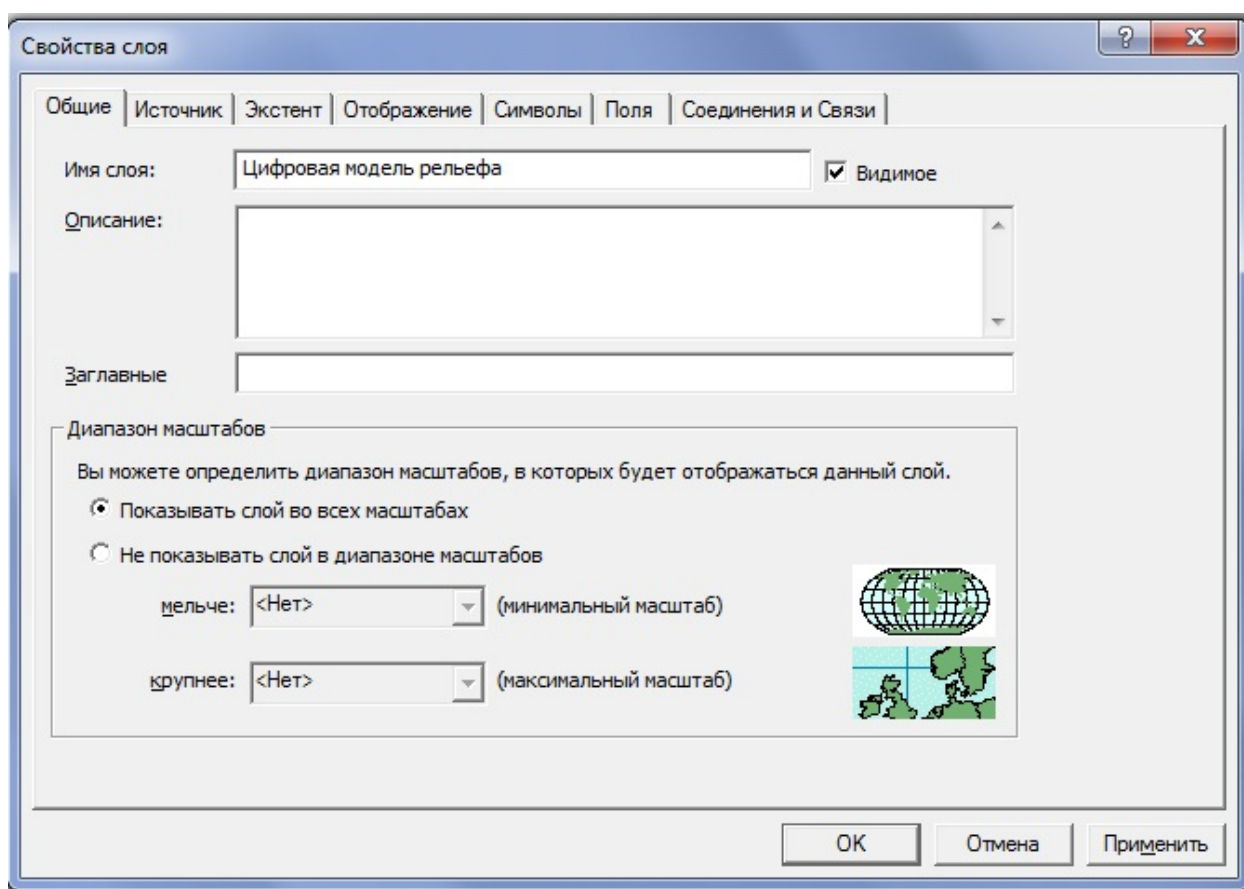 Свойства слоя
?
Общие Источник Экстент Отображение Символы Поля Соединения и Связи
Имя слоя: Цифровая модель рельефа Видимое
Описание:
Заглавные
Диапазон масштабов
Вы можете определить диапазон масштабов, в которых будет отображаться данный слой.
Показывать слой во всех масштабах
Не показывать слой в диапазоне масштабов
мельче: <Нет> (минимальный масштаб)
крупнее: <Нет> (максимальный масштаб)
OK Отмена Применить